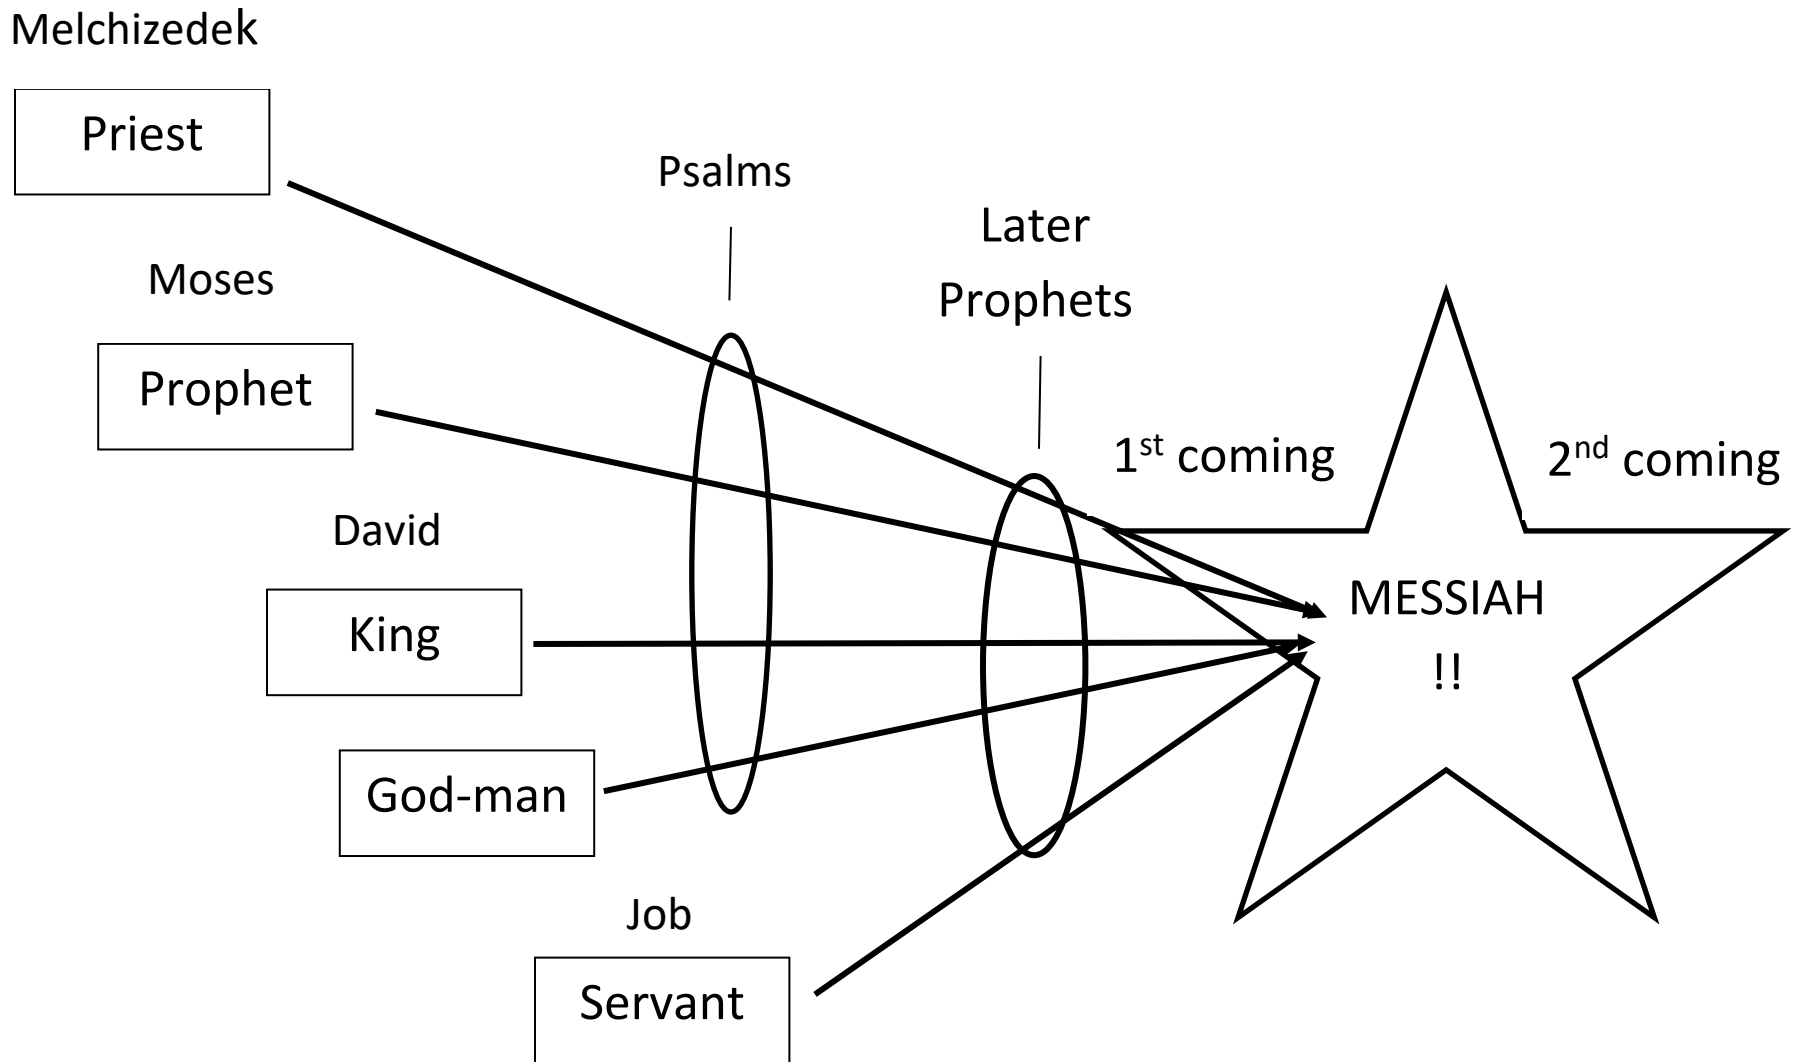 Melchizedek
Priest
Psalms
Later
Prophets
Moses
Prophet
1st coming
2nd coming
David
King
MESSIAH
!!
God-man
Job
Servant